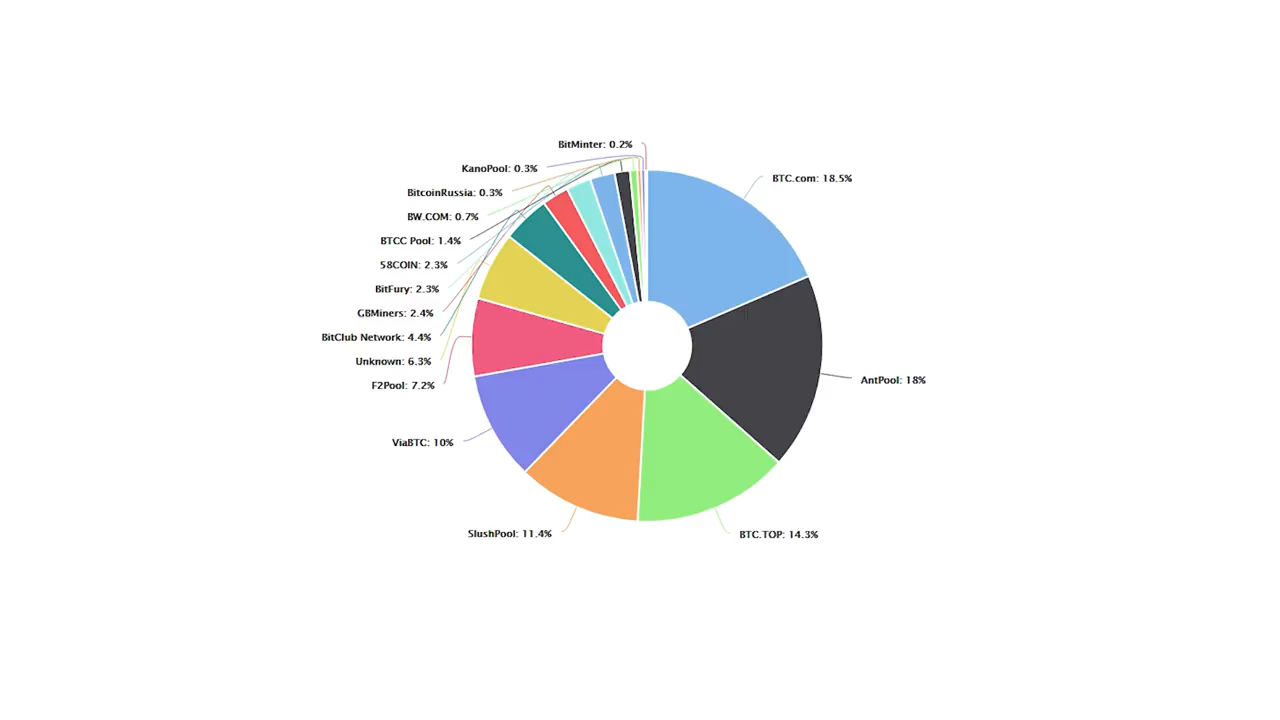 BitMinter: 0.2%
KanoPool: 0.3%
BTC.com: 18.5%
BitcoinRussia: 0.3%
BW.COM: 0.7%
BTCC Pool: 1.4%
58COIN: 2.3%
BitFury: 2.3%
GBMiners: 2.4%
BitClub Network: 4.4%
Unknown: 6.3%
AntPool: 18%
F2Pool: 7.2%
ViaBTC: 10%
SlushPool: 11.4%
BTC.TOP: 14.3%